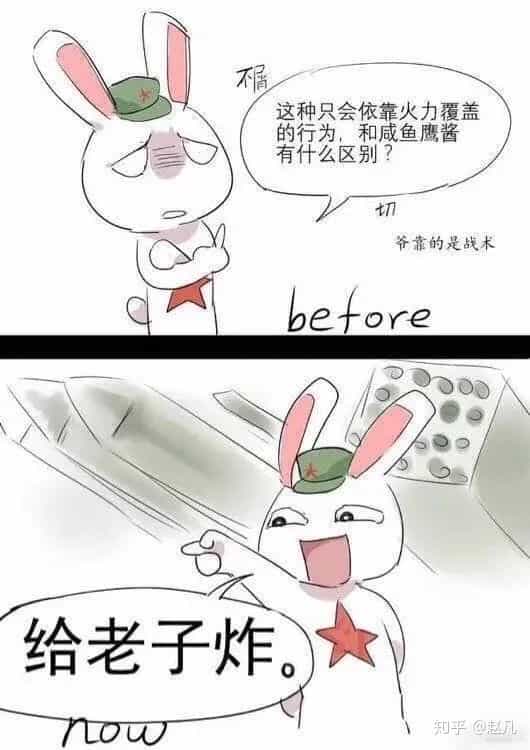 不屑
这种只会依靠火力覆盖
的行为，和咸鱼鹰酱
有什么区别？
切
爷靠的是战术
before
给老子炸。
now
知乎 @赵凡